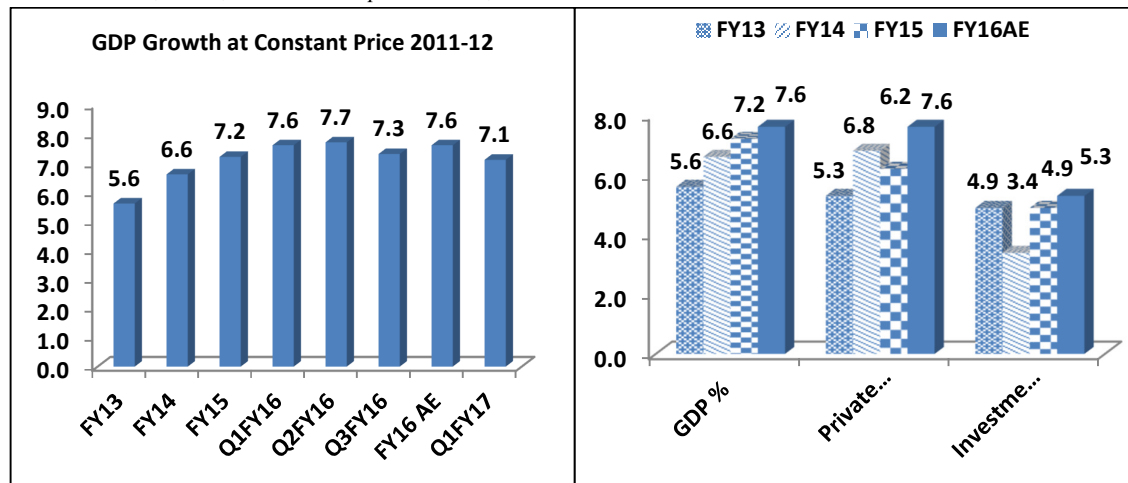 GDP Growth at Constant Price 2011-12
9.0
8.0
7.0
6.0
5.0
4.0
3.0
2.0
1.0
0.0
5.6
6.6
7.2
7.6
7.7
7.3
7.6
7.1
FY13
FY14
FY15
Q1FY16
Q2FY16
Q3FY16
FY16 AE
Q1FY17
FY13 FY14 FY15 FY16AE
8.0
6.0
4.0
2.0
0.0
5.6 6.6 7.2 7.6
5.3 6.8 6.2 7.6
4.9 3.4 4.9 5.3
GDP %
Private...
Investme...